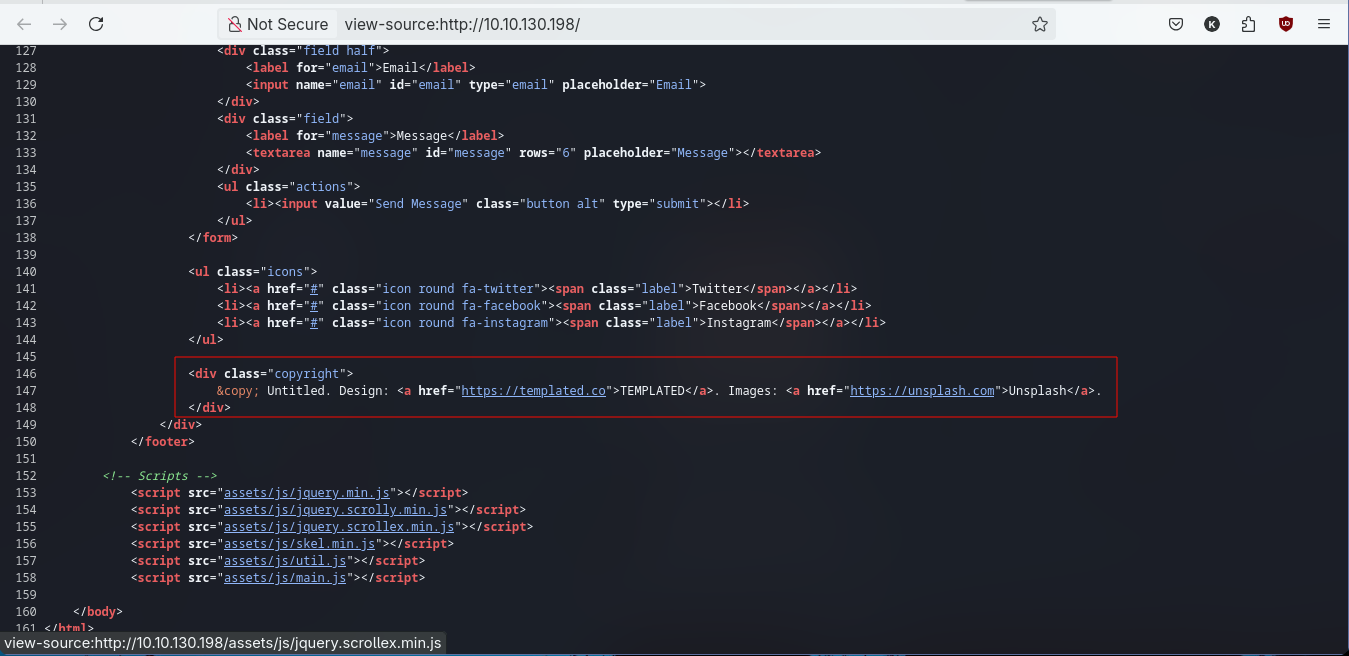 Not Secure view-source:http://10.10.130.198/
127 <div class="field half">
128 <label for="email">Email</label>
129 <input name="email" id="email" type="email" placeholder="Email">
130 </div>
131 <div class="field">
132 <label for="message">Message</label>
133 <textarea name="message" id="message" rows="6" placeholder="Message"></textarea>
134 </div>
135 <ul class="actions">
136 <li><input value="Send Message" class="button alt" type="submit"></li>
137 </ul>
138 </form>
139
140 <ul class="icons">
141 <li><a href="#" class="icon round fa-twitter"><span class="label">Twitter</span></a></li>
142 <li><a href="#" class="icon round fa-facebook"><span class="label">Facebook</span></a></li>
143 <li><a href="#" class="icon round fa-instagram"><span class="label">Instagram</span></a></li>
144 </ul>
145
146 <div class="copyright">
147 &copy; Untitled. Design: <a href="https://templated.co">TEMPLATED</a>. Images: <a href="https://unsplash.com">Unsplash</a>.
148 </div>
149 </div>
150 </footer>
151
152 <!-- Scripts -->
153 <script src="assets/js/jquery.min.js"></script>
154 <script src="assets/js/jquery.scrolly.min.js"></script>
155 <script src="assets/js/jquery.scrollex.min.js"></script>
156 <script src="assets/js/skel.min.js"></script>
157 <script src="assets/js/util.js"></script>
158 <script src="assets/js/main.js"></script>
159
160 </body>
161 </html>
view-source:http://10.10.130.198/assets/js/jquery.scrollex.min.js